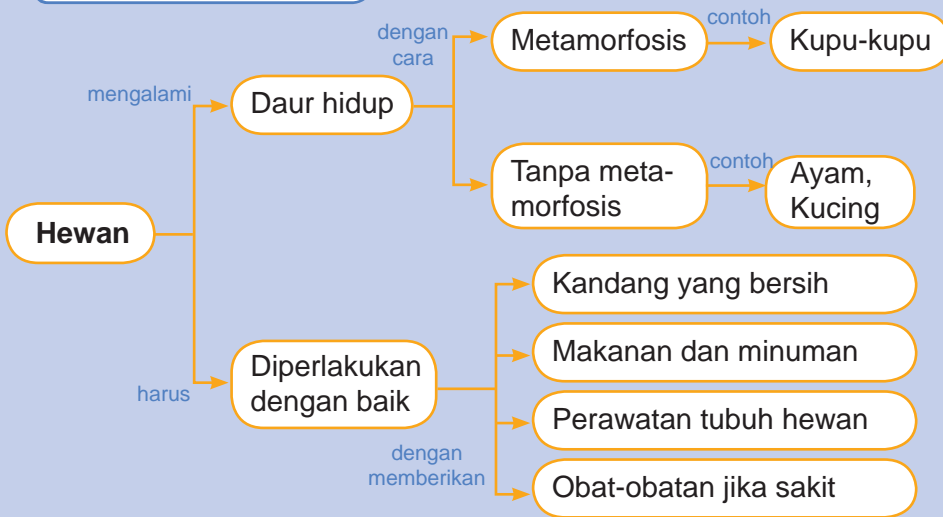 dengan
cara
Metamorfosis
contoh
Kupu-kupu
mengalami
Daur hidup
Tanpa meta-
morfosis
contoh
Ayam,
Kucing
Hewan
harus
Diperlakukan
dengan baik
dengan
memberikan
Kandang yang bersih
Makanan dan minuman
Perawatan tubuh hewan
Obat-obatan jika sakit